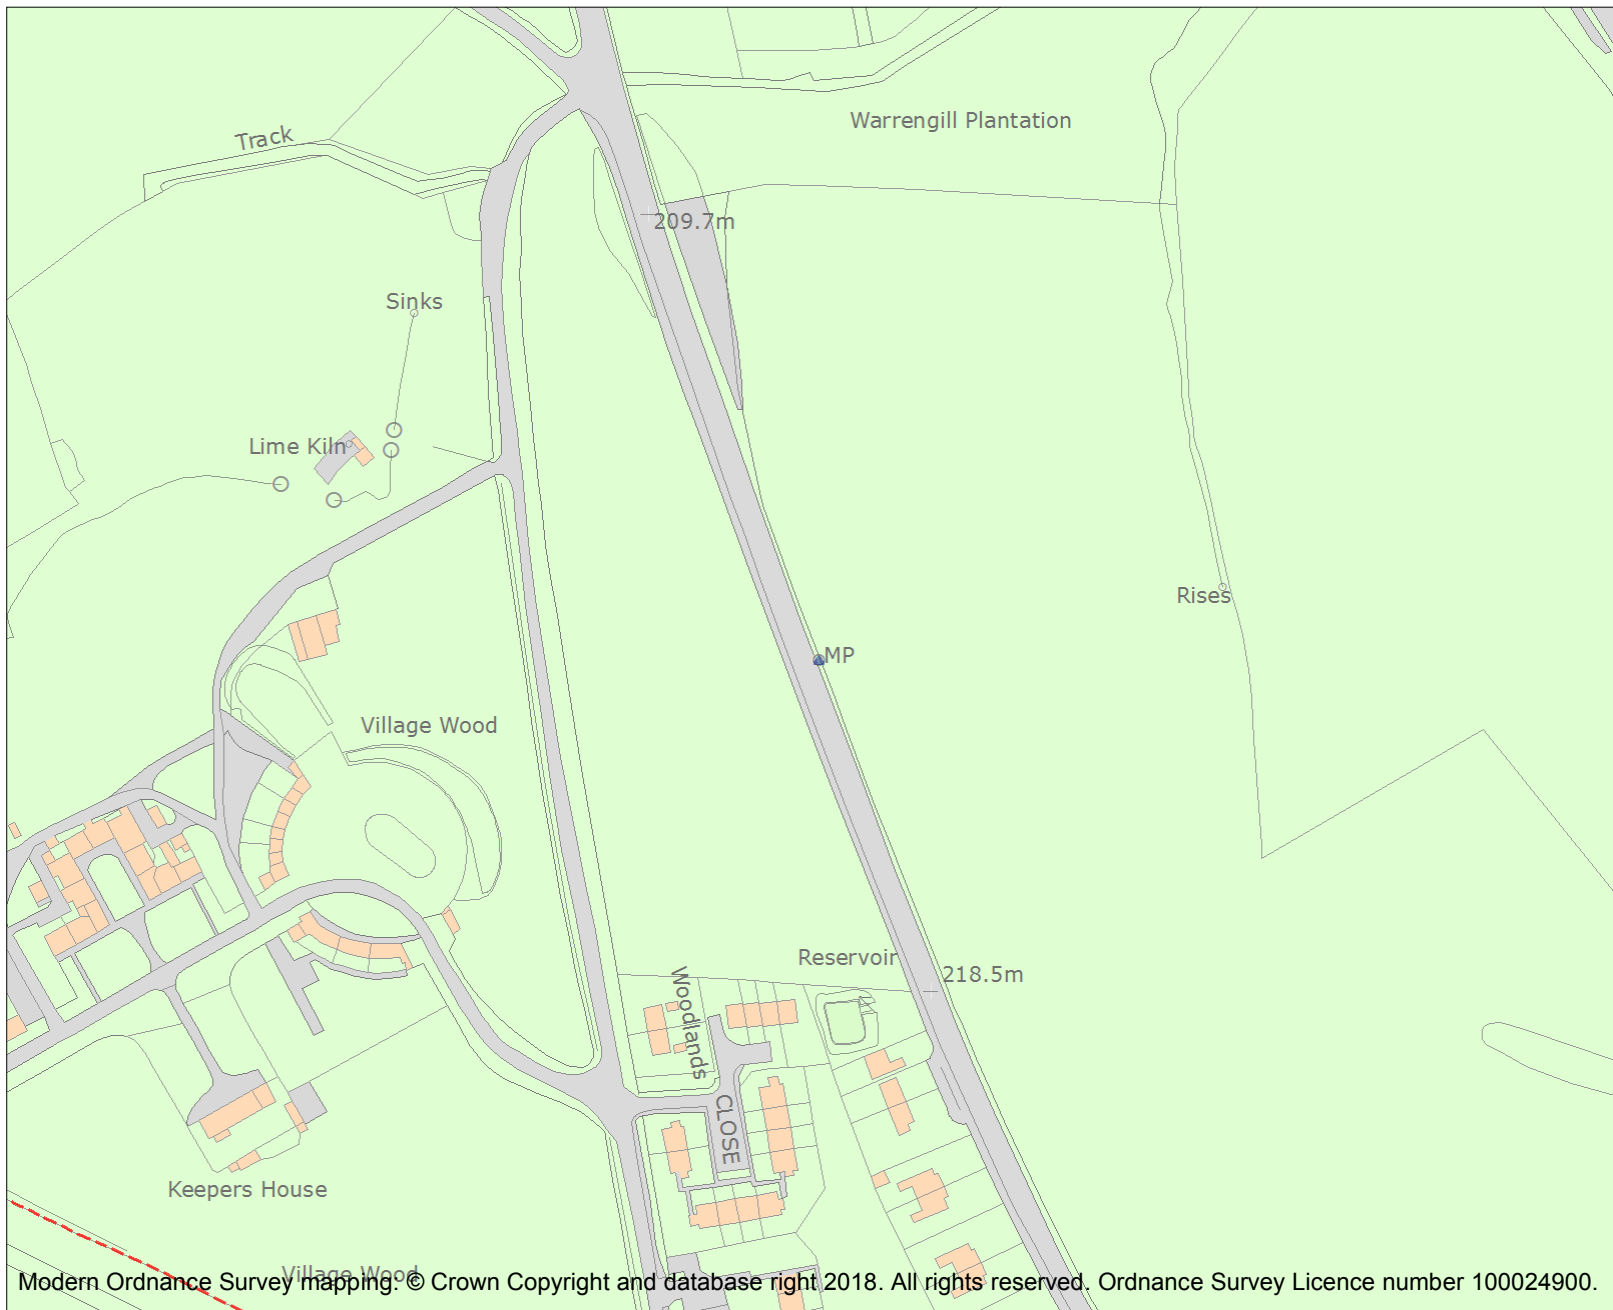 Warrengill Plantation
Track
209.7m
Sinks
Lime Kiln
Rises
MP
Village Wood
Reservoir
218.5m
Woodlands
CLOSE
Keepers House
Village Wood
Modern Ordnance Survey mapping: © Crown Copyright and database right 2018. All rights reserved. Ordnance Survey Licence number 100024900.